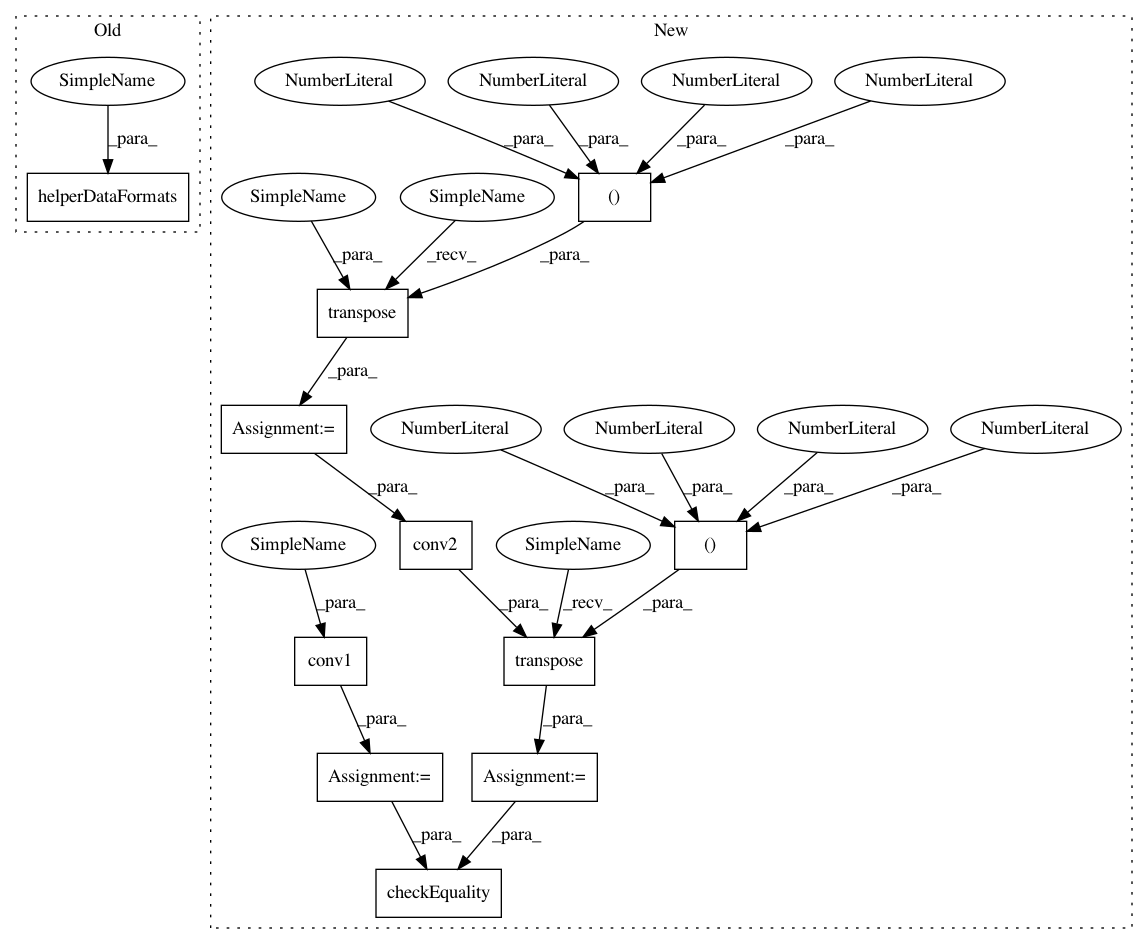 Old
New
SimpleName
NumberLiteral
NumberLiteral
NumberLiteral
NumberLiteral
_para_
_para_
_para_
_para_
_para_
helperDataFormats
SimpleName
SimpleName
()
_para_
_recv_
_para_
transpose
_para_
Assignment:=
NumberLiteral
NumberLiteral
NumberLiteral
NumberLiteral
_para_
_para_
_para_
_para_
_para_
SimpleName
conv2
SimpleName
()
_para_
_para_
_recv_
_para_
conv1
transpose
_para_
_para_
Assignment:=
Assignment:=
_para_
_para_
checkEquality